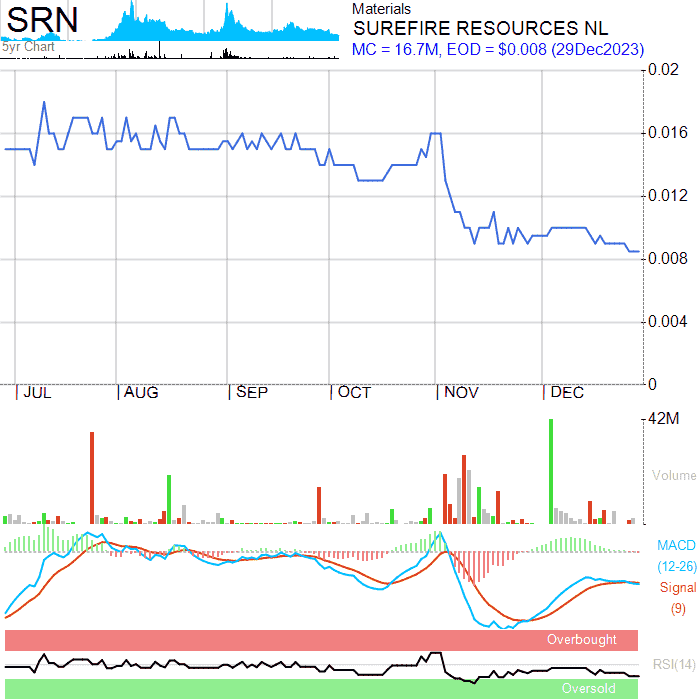 SRN
5yr Chart
Materials
SUREFIRE RESOURCES NL
MC = 16.7M, EOD = $0.008 (29Dec2023)
0.02
0.016
0.012
0.008
0.004
0
JUL AUG SEP OCT NOV DEC
42M
Volume
MACD
(12-26)
Signal
(9)
Overbought
RSI(14)
Oversold